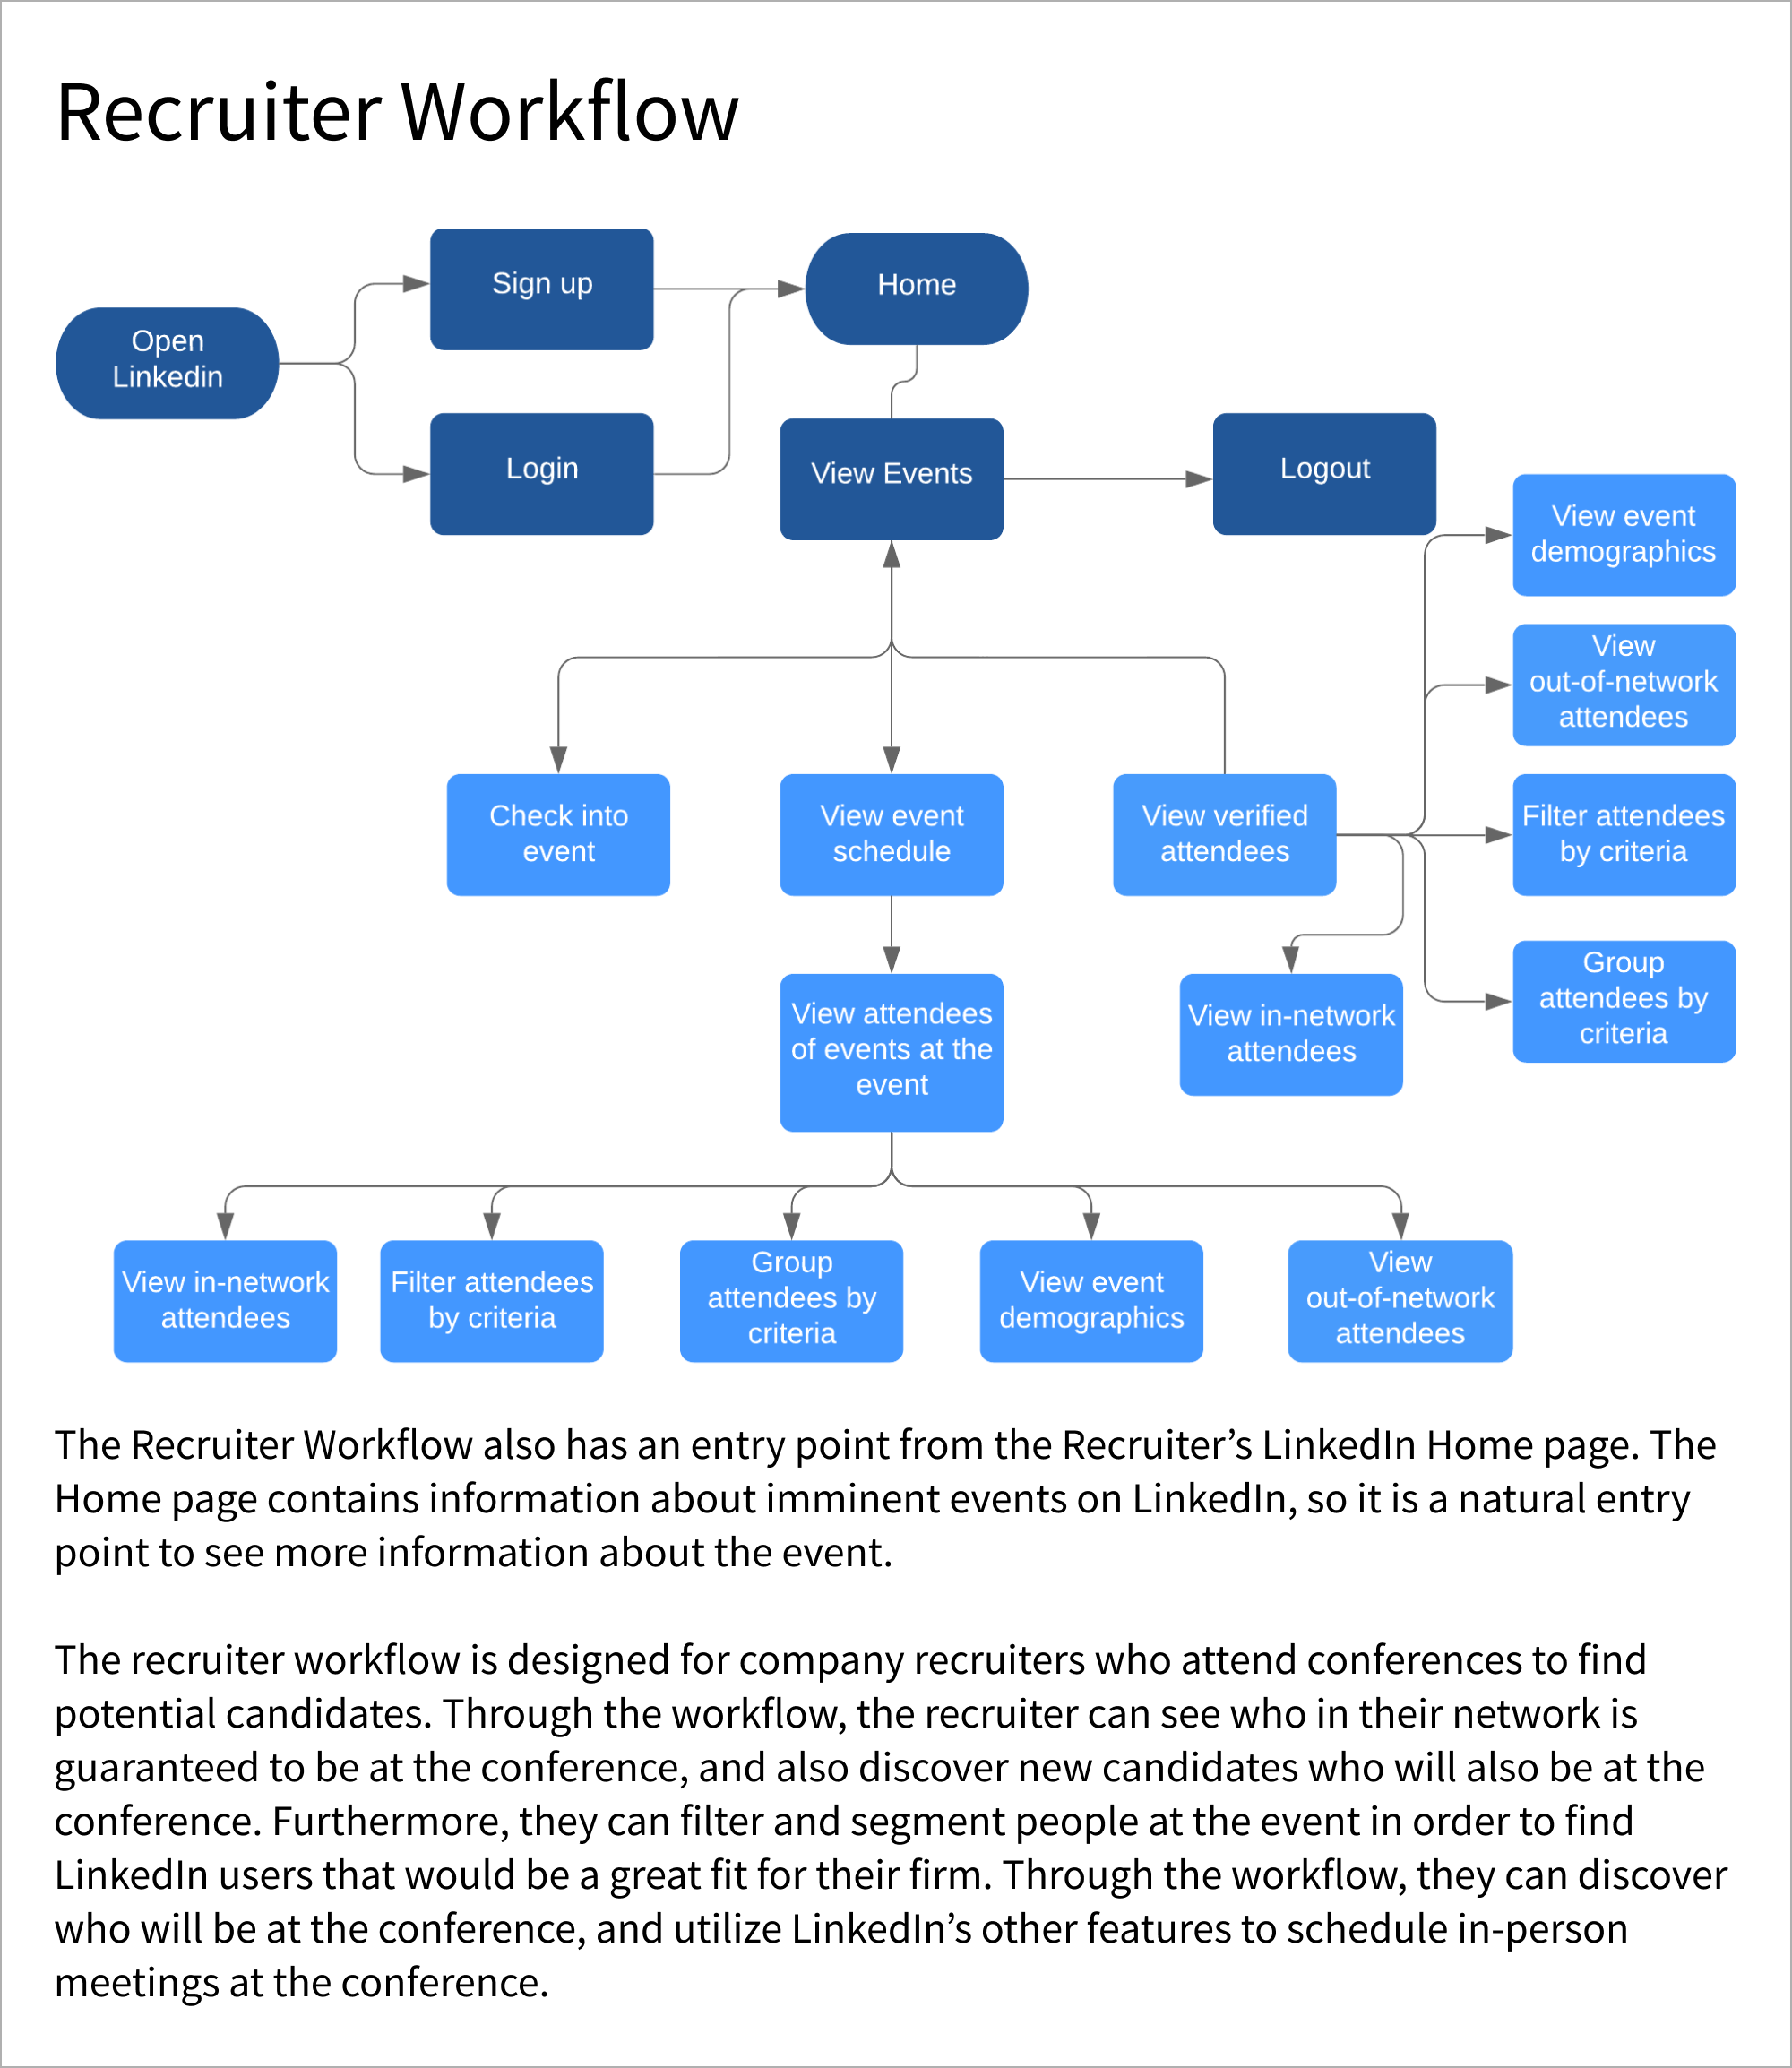 Recruiter Workflow
Sign up
Home
Open
Linkedin
Login
View Events
Logout
View event
demographics
View
out-of-network
attendees
Check into
event
View event
schedule
View verified
attendees
Filter attendees
by criteria
View attendees
of events at the
event
View in-network
attendees
Group
attendees by
criteria
View in-network
attendees
Filter attendees
by criteria
Group
attendees by
criteria
View event
demographics
View
out-of-network
attendees
The Recruiter Workflow also has an entry point from the Recruiter’s LinkedIn Home page. The
Home page contains information about imminent events on LinkedIn, so it is a natural entry
point to see more information about the event.
The recruiter workflow is designed for company recruiters who attend conferences to find
potential candidates. Through the workflow, the recruiter can see who in their network is
guaranteed to be at the conference, and also discover new candidates who will also be at the
conference. Furthermore, they can filter and segment people at the event in order to find
LinkedIn users that would be a great fit for their firm. Through the workflow, they can discover
who will be at the conference, and utilize LinkedIn’s other features to schedule in-person
meetings at the conference.